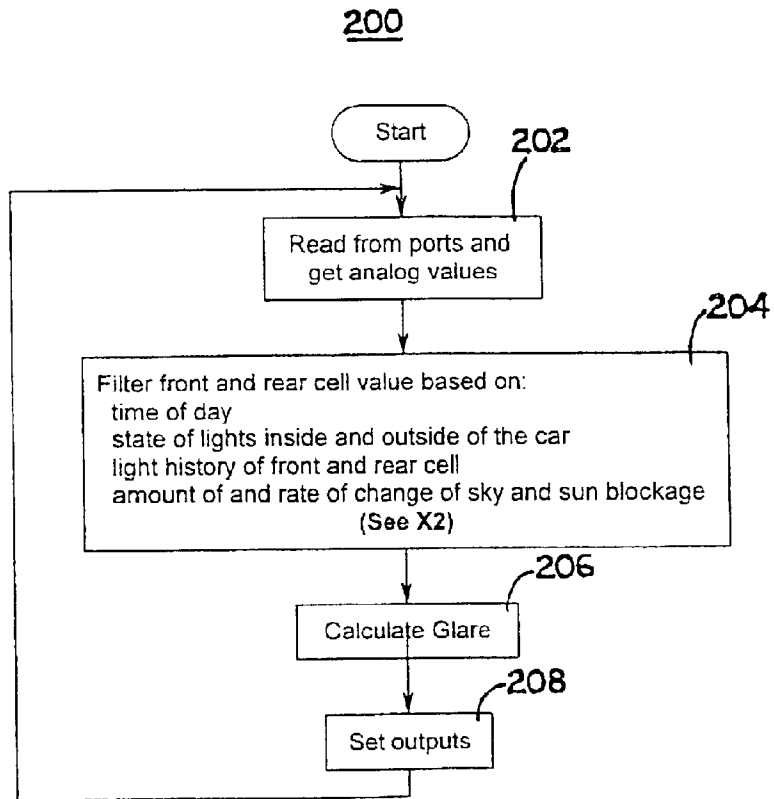 200
Start
202
Read from ports and
get analog values
204
Filter front and rear cell value based on:
time of day
state of lights inside and outside of the car
light history of front and rear cell
amount of and rate of change of sky and sun blockage
(See X2)
206
Calculate Glare
208
Set outputs